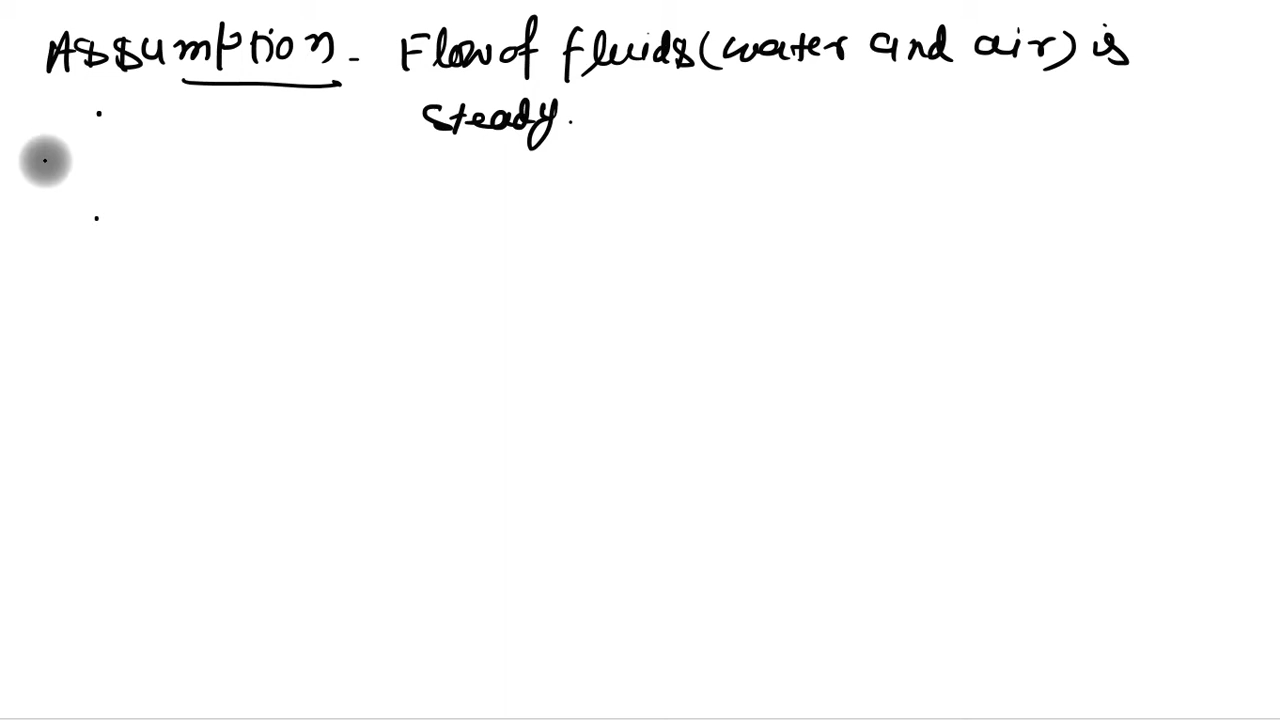 Assumption - Flow of fluids (water and air) is
steady.